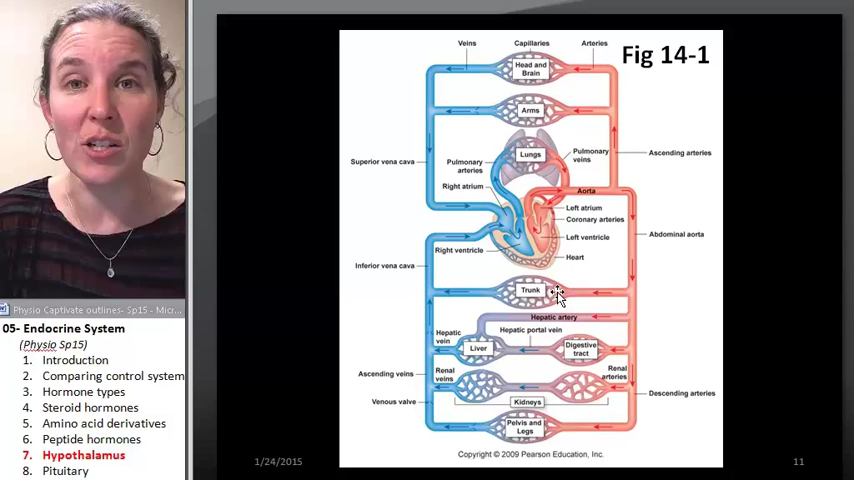 Fig 14-1
Veins
Capillaries
Arteries
Head and
Brain
Arms
Lungs
Pulmonary
veins
Superior vena cava
Pulmonary
arteries
Ascending arteries
Right atrium
Aorta
Left atrium
Coronary arteries
Left ventricle
Abdominal aorta
Right ventricle
Heart
Inferior vena cava
Trunk
Hepatic artery
Hepatic
vein
Hepatic portal vein
Liver
Digestive
tract
Ascending veins
Renal
veins
Renal
arteries
Descending arteries
Venous valve
Kidneys
Pelvis and
Legs
Copyright © 2009 Pearson Education, Inc.
1/24/2015
11
Physio Captivate outlines- Sp15 - Micr...
05- Endocrine System
(Physio Sp15)
1. Introduction
2. Comparing control system
3. Hormone types
4. Steroid hormones
5. Amino acid derivatives
6. Peptide hormones
7. Hypothalamus
8. Pituitary